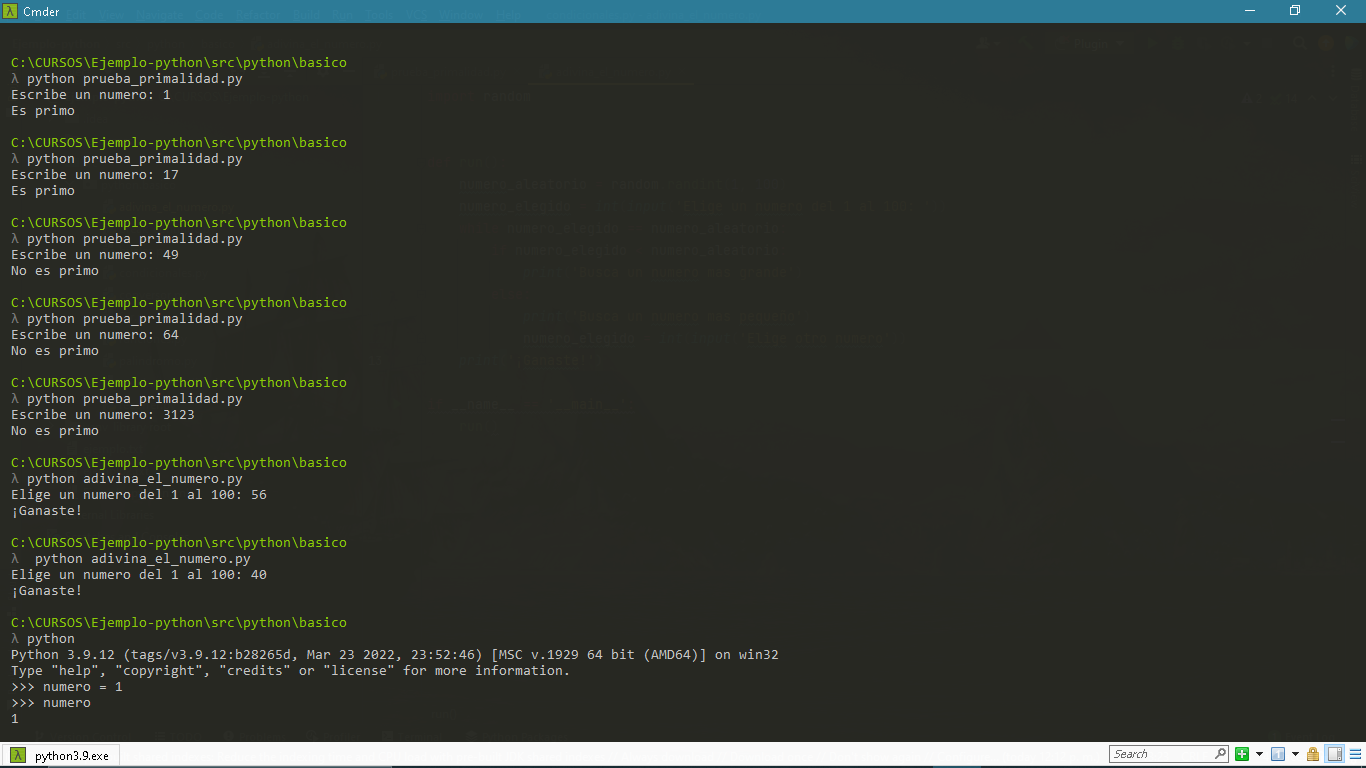 Cmder
C:\CURSOS\Ejemplo-python\src\python\basico
λ python prueba_primalidad.py
Escribe un numero: 1
Es primo
C:\CURSOS\Ejemplo-python\src\python\basico
λ python prueba_primalidad.py
Escribe un numero: 17
Es primo
C:\CURSOS\Ejemplo-python\src\python\basico
λ python prueba_primalidad.py
Escribe un numero: 49
No es primo
C:\CURSOS\Ejemplo-python\src\python\basico
λ python prueba_primalidad.py
Escribe un numero: 64
No es primo
C:\CURSOS\Ejemplo-python\src\python\basico
λ python prueba_primalidad.py
Escribe un numero: 3123
No es primo
C:\CURSOS\Ejemplo-python\src\python\basico
λ python adivina_el_numero.py
Elige un numero del 1 al 100: 56
¡Ganaste!
C:\CURSOS\Ejemplo-python\src\python\basico
λ  python adivina_el_numero.py
Elige un numero del 1 al 100: 40
¡Ganaste!
C:\CURSOS\Ejemplo-python\src\python\basico
λ python
Python 3.9.12 (tags/v3.9.12:b28265d, Mar 23 2022, 23:52:46) [MSC v.1929 64 bit (AMD64)] on win32
Type "help", "copyright", "credits" or "license" for more information.
>>> numero = 1
>>> numero
1
python3.9.exe
Search